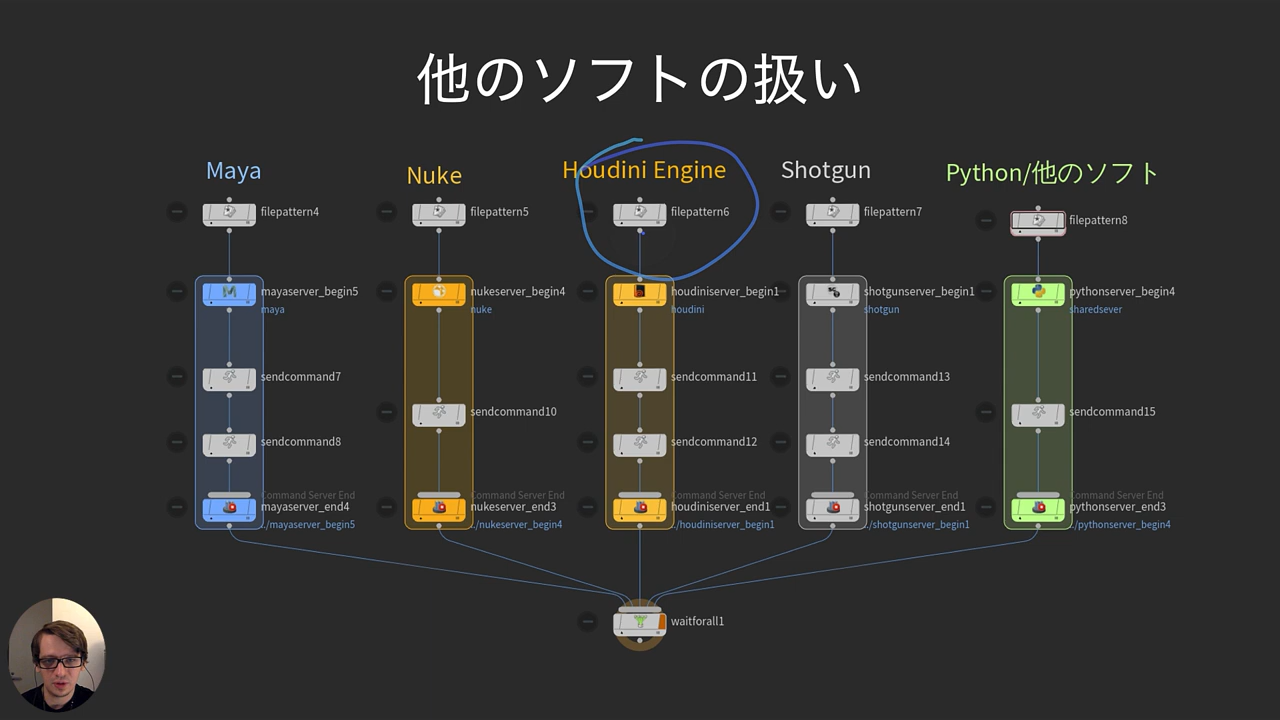 他のソフトの扱い
Maya
Nuke
Houdini Engine
Shotgun
Python/他のソフト
filepattern4
filepattern5
filepattern6
filepattern7
filepattern8
mayaserver_begin5
maya
nukeserver_begin4
nuke
houdiniserver_begin1
houdini
shotgunserver_begin1
shotgun
pythonserver_begin4
sharedsever
sendcommand7
sendcommand10
sendcommand11
sendcommand13
sendcommand15
sendcommand8
sendcommand12
sendcommand14
Command Server End
mayaserver_end4
../mayaserver_begin5
Command Server End
nukeserver_end3
../nukeserver_begin4
Command Server End
houdiniserver_end1
../houdiniserver_begin1
Command Server End
shotgunserver_end1
../shotgunserver_begin1
Command Server End
pythonserver_end3
../pythonserver_begin4
waitforall1